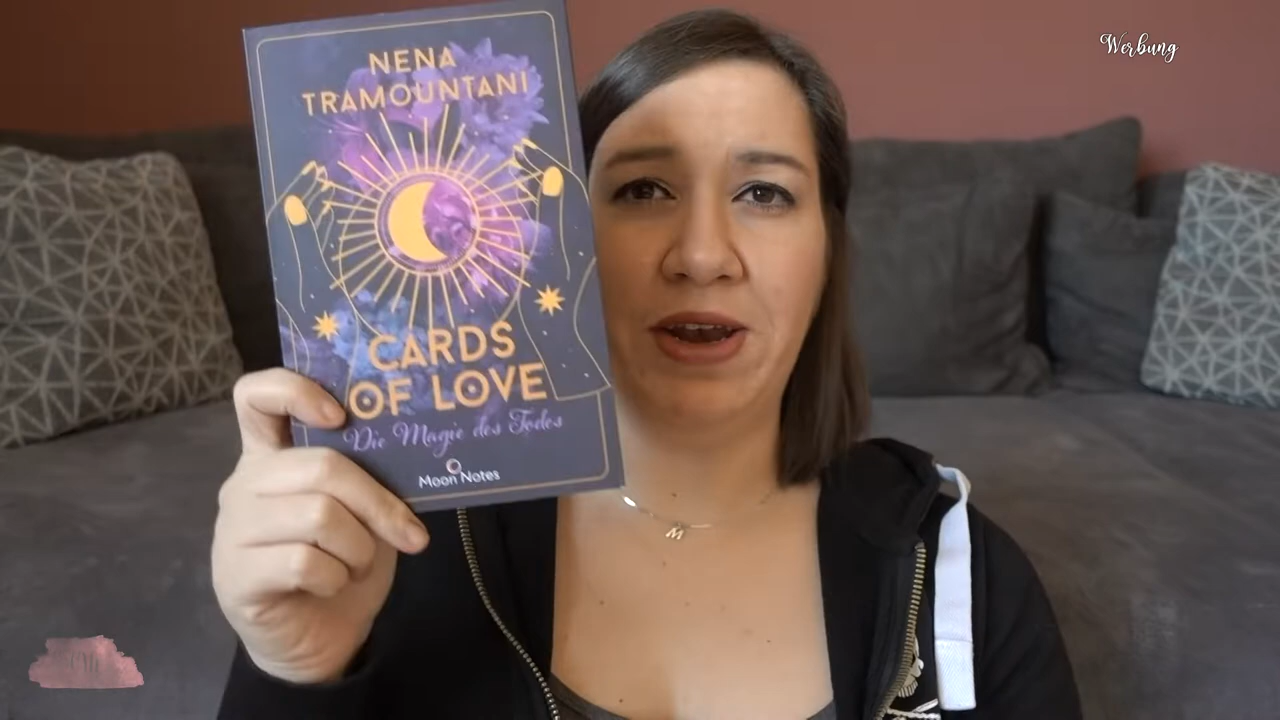 Werbung
NENA
TRAMOUNTANI
CARDS
OF LOVE
Die Magie des Todes
Moon Notes
M